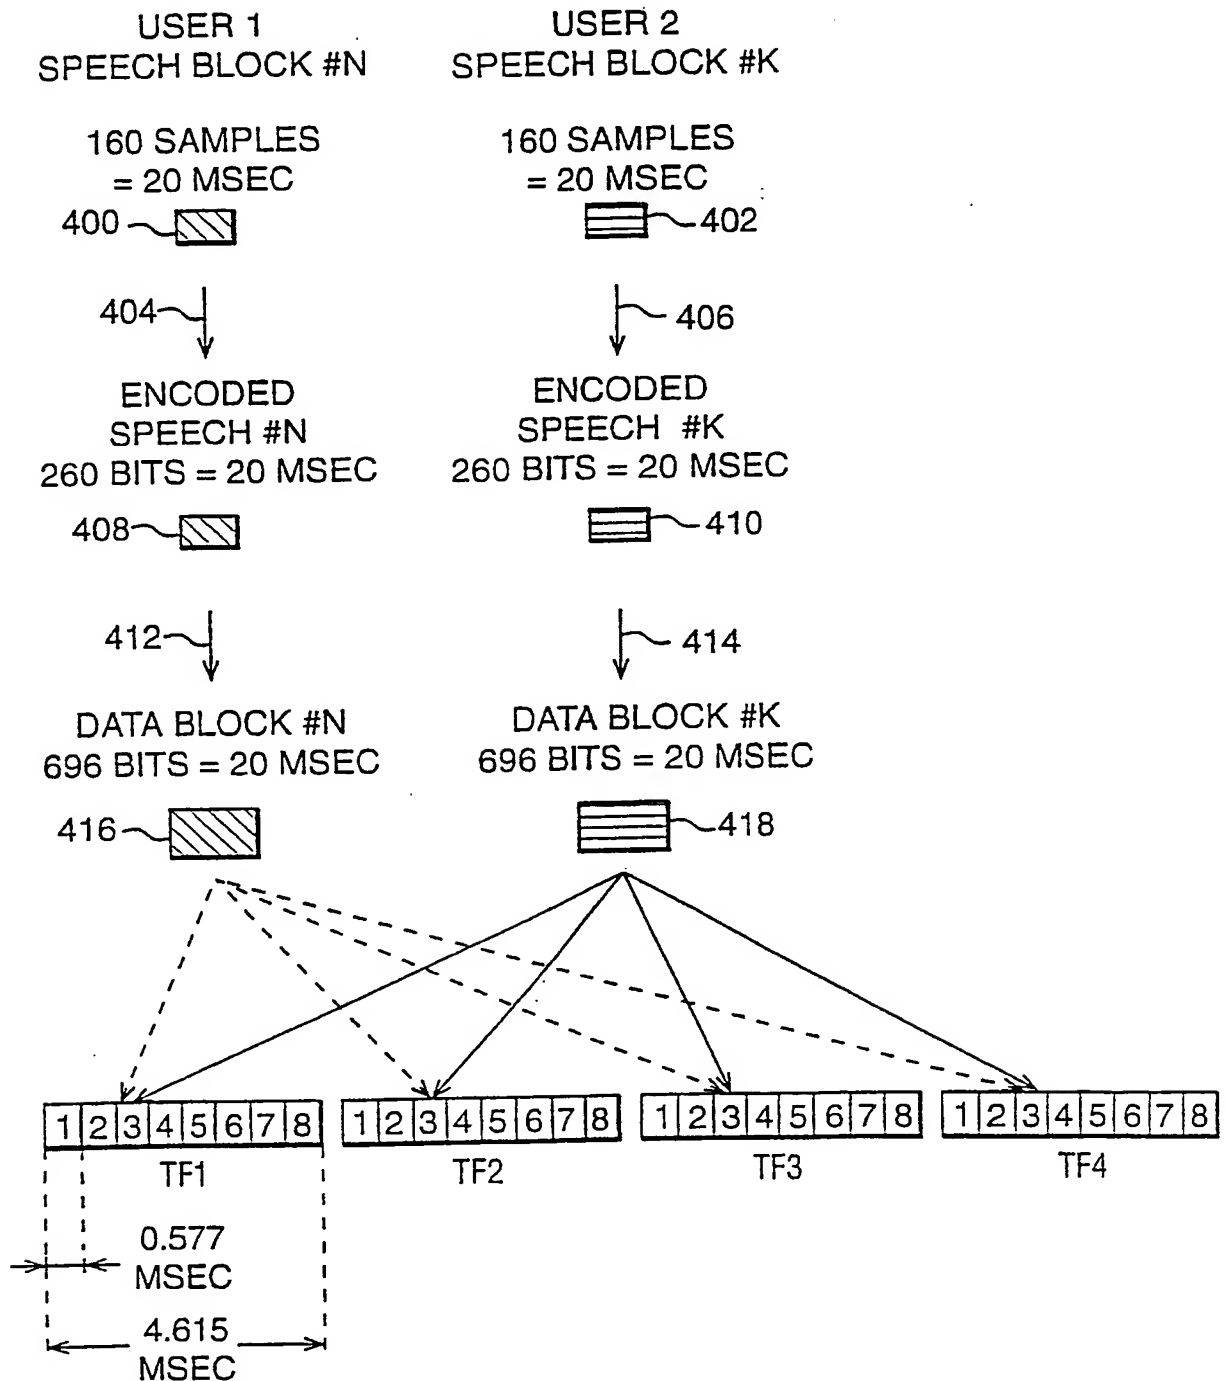 USER 1
SPEECH BLOCK #N
USER 2
SPEECH BLOCK #K
160 SAMPLES
= 20 MSEC
160 SAMPLES
= 20 MSEC
400
402
404
406
ENCODED
SPEECH #N
260 BITS = 20 MSEC
ENCODED
SPEECH #K
260 BITS = 20 MSEC
408
410
412
414
DATA BLOCK #N
696 BITS = 20 MSEC
DATA BLOCK #K
696 BITS = 20 MSEC
416
418
1 2 3 4 5 6 7 8
1 2 3 4 5 6 7 8
1 2 3 4 5 6 7 8
1 2 3 4 5 6 7 8
TF1
TF2
TF3
TF4
0.577
MSEC
4.615
MSEC